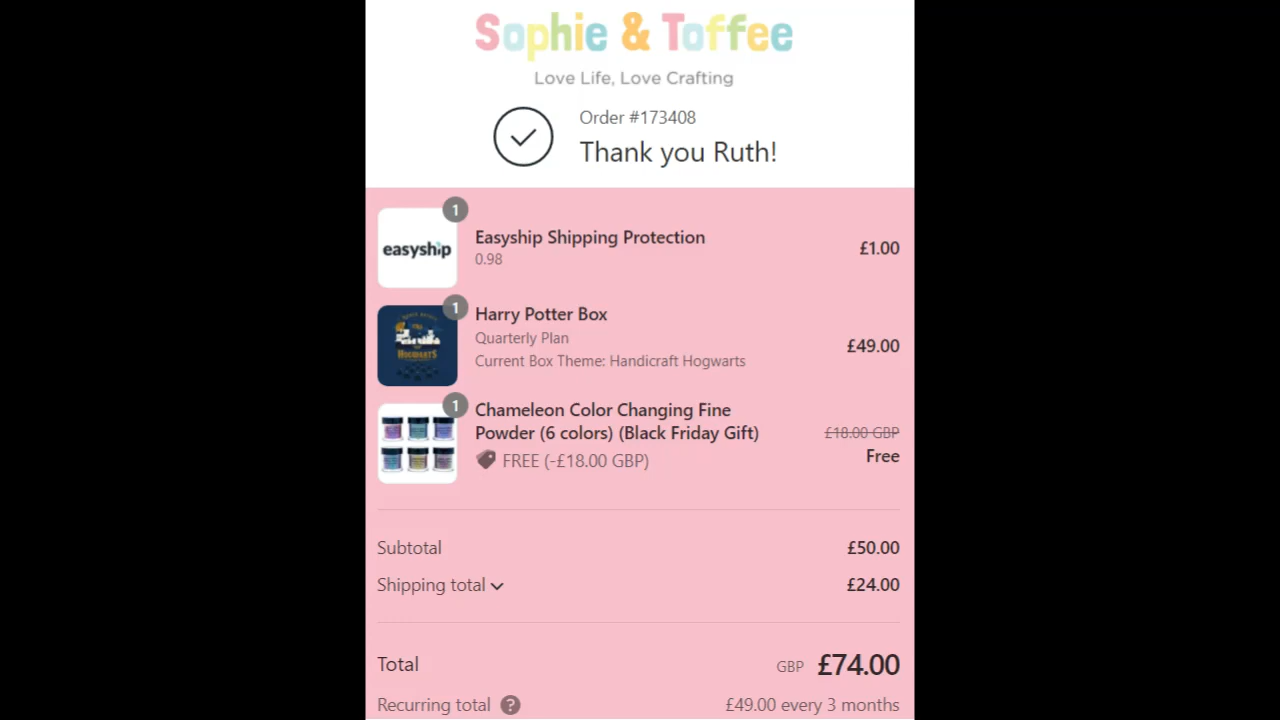 Sophie & Toffee
Love Life, Love Crafting
Order #173408
Thank you Ruth!
1
easyship
Easyship Shipping Protection
0.98
£1.00
1
HOGWARTS
Harry Potter Box
Quarterly Plan
Current Box Theme: Handicraft Hogwarts
£49.00
1
Chameleon Color Changing Fine
Powder (6 colors) (Black Friday Gift)
FREE (-£18.00 GBP)
£18.00 GBP
Free
Subtotal £50.00
Shipping total £24.00
Total GBP £74.00
Recurring total ? £49.00 every 3 months